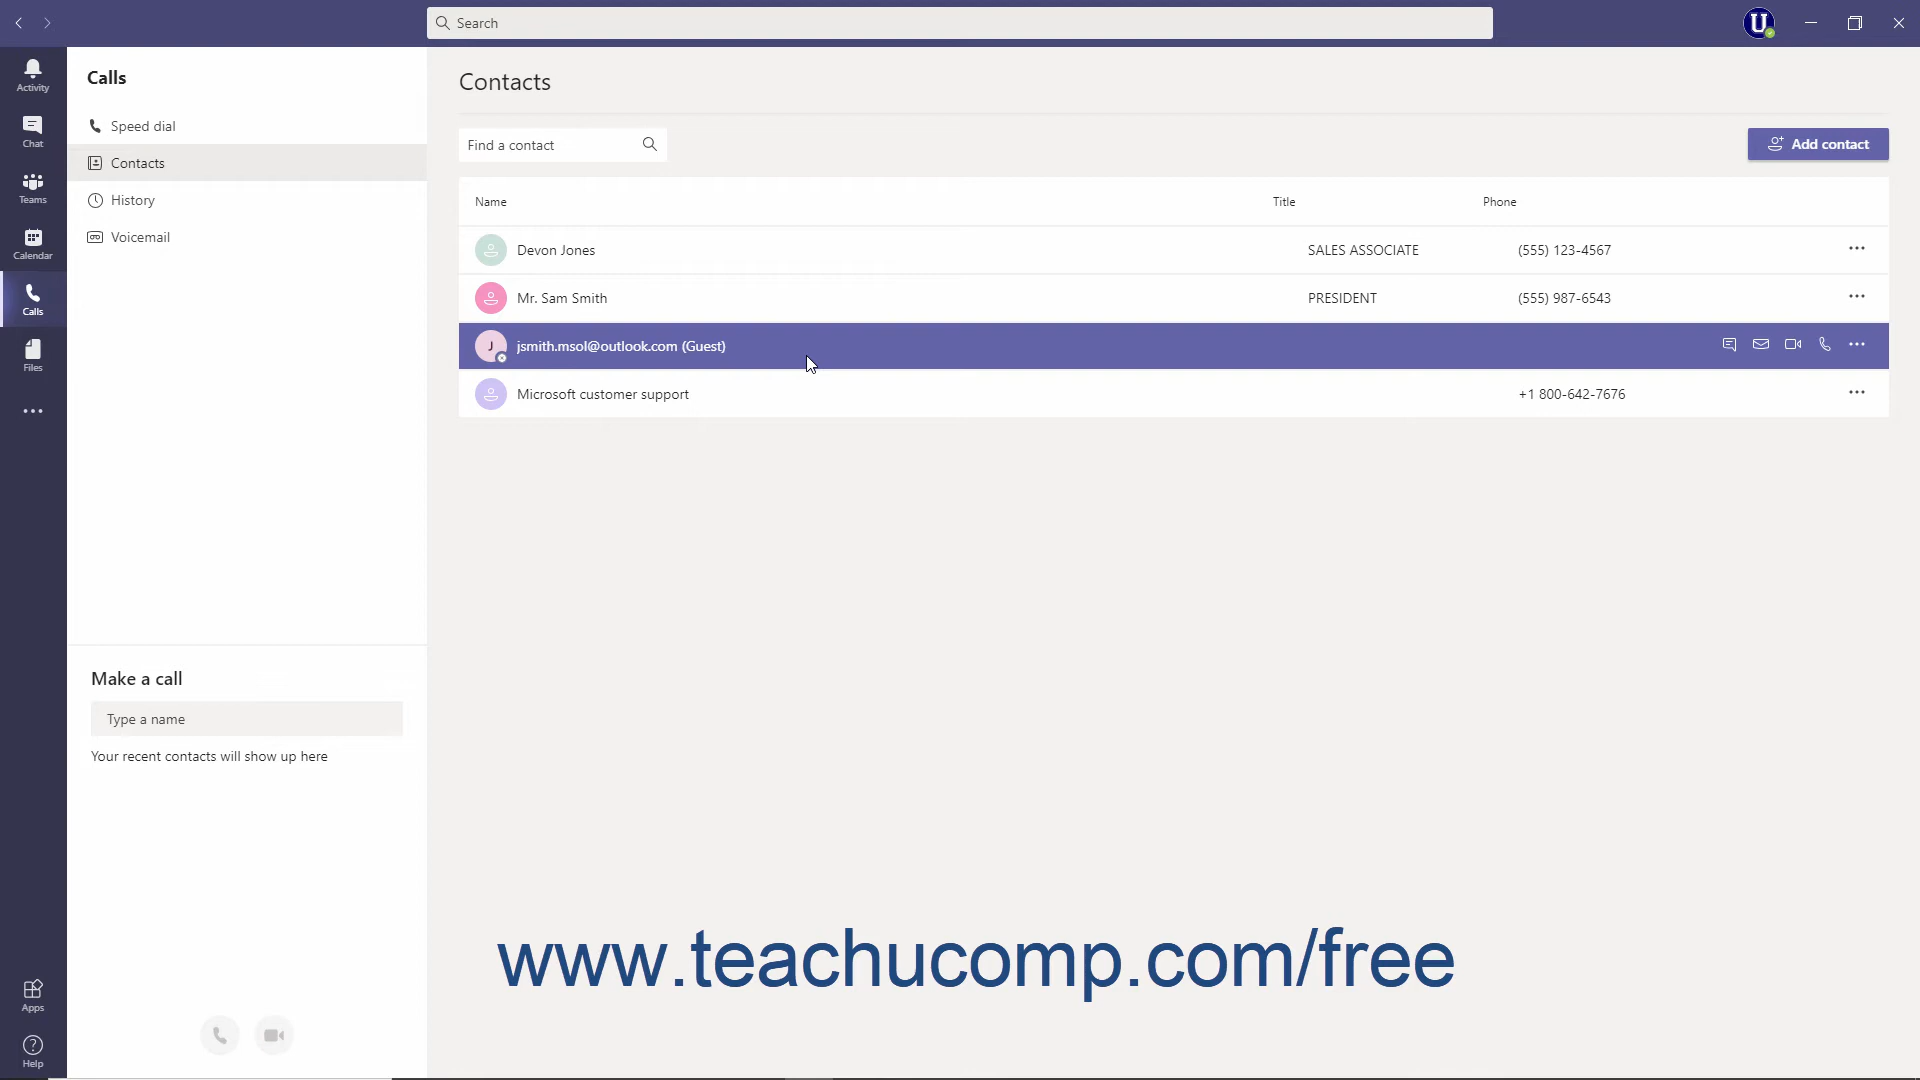 Search
U
Activity
Chat
Teams
Calendar
Calls
Files
Apps
Help
Calls
Speed dial
Contacts
History
Voicemail
Make a call
Type a name
Your recent contacts will show up here
Contacts
Find a contact
Add contact
Name Title Phone
Devon Jones SALES ASSOCIATE (555) 123-4567
Mr. Sam Smith PRESIDENT (555) 987-6543
J jsmith.msol@outlook.com (Guest)
Microsoft customer support +1 800-642-7676
www.teachucomp.com/free